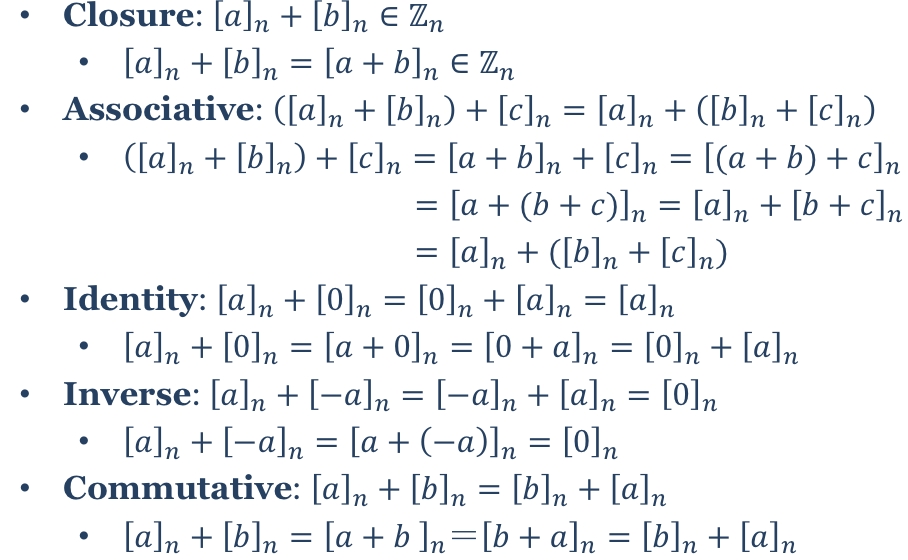 • Closure: [a]ₙ + [b]ₙ ∈ ℤₙ
• [a]ₙ + [b]ₙ = [a + b]ₙ ∈ ℤₙ
• Associative: ([a]ₙ + [b]ₙ) + [c]ₙ = [a]ₙ + ([b]ₙ + [c]ₙ)
• ([a]ₙ + [b]ₙ) + [c]ₙ = [a + b]ₙ + [c]ₙ = [(a + b) + c]ₙ
= [a + (b + c)]ₙ = [a]ₙ + [b + c]ₙ
= [a]ₙ + ([b]ₙ + [c]ₙ)
• Identity: [a]ₙ + [0]ₙ = [0]ₙ + [a]ₙ = [a]ₙ
• [a]ₙ + [0]ₙ = [a + 0]ₙ = [0 + a]ₙ = [0]ₙ + [a]ₙ
• Inverse: [a]ₙ + [−a]ₙ = [−a]ₙ + [a]ₙ = [0]ₙ
• [a]ₙ + [−a]ₙ = [a + (−a)]ₙ = [0]ₙ
• Commutative: [a]ₙ + [b]ₙ = [b]ₙ + [a]ₙ
• [a]ₙ + [b]ₙ = [a + b ]ₙ=[b + a]ₙ = [b]ₙ + [a]ₙ